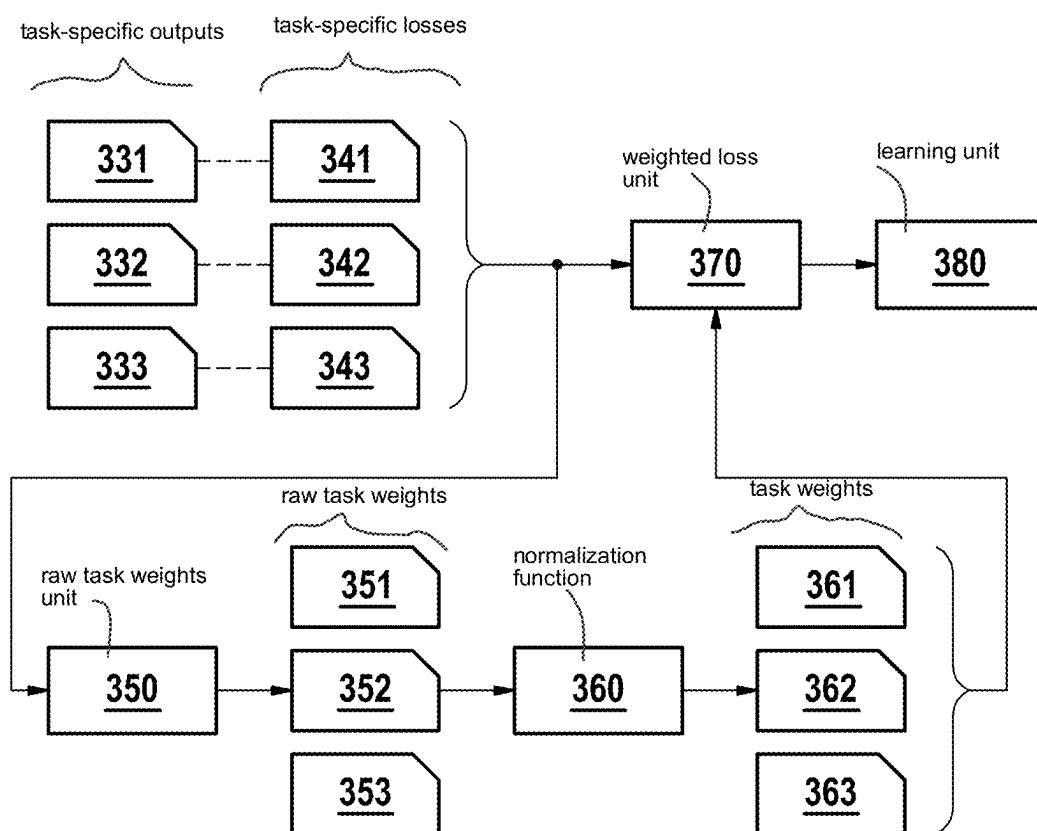 task-specific outputs
task-specific losses
331
341
332
342
333
343
weighted loss
unit
learning unit
370
380
raw task weights
task weights
raw task weights
unit
normalization
function
351
361
350
352
360
362
353
363